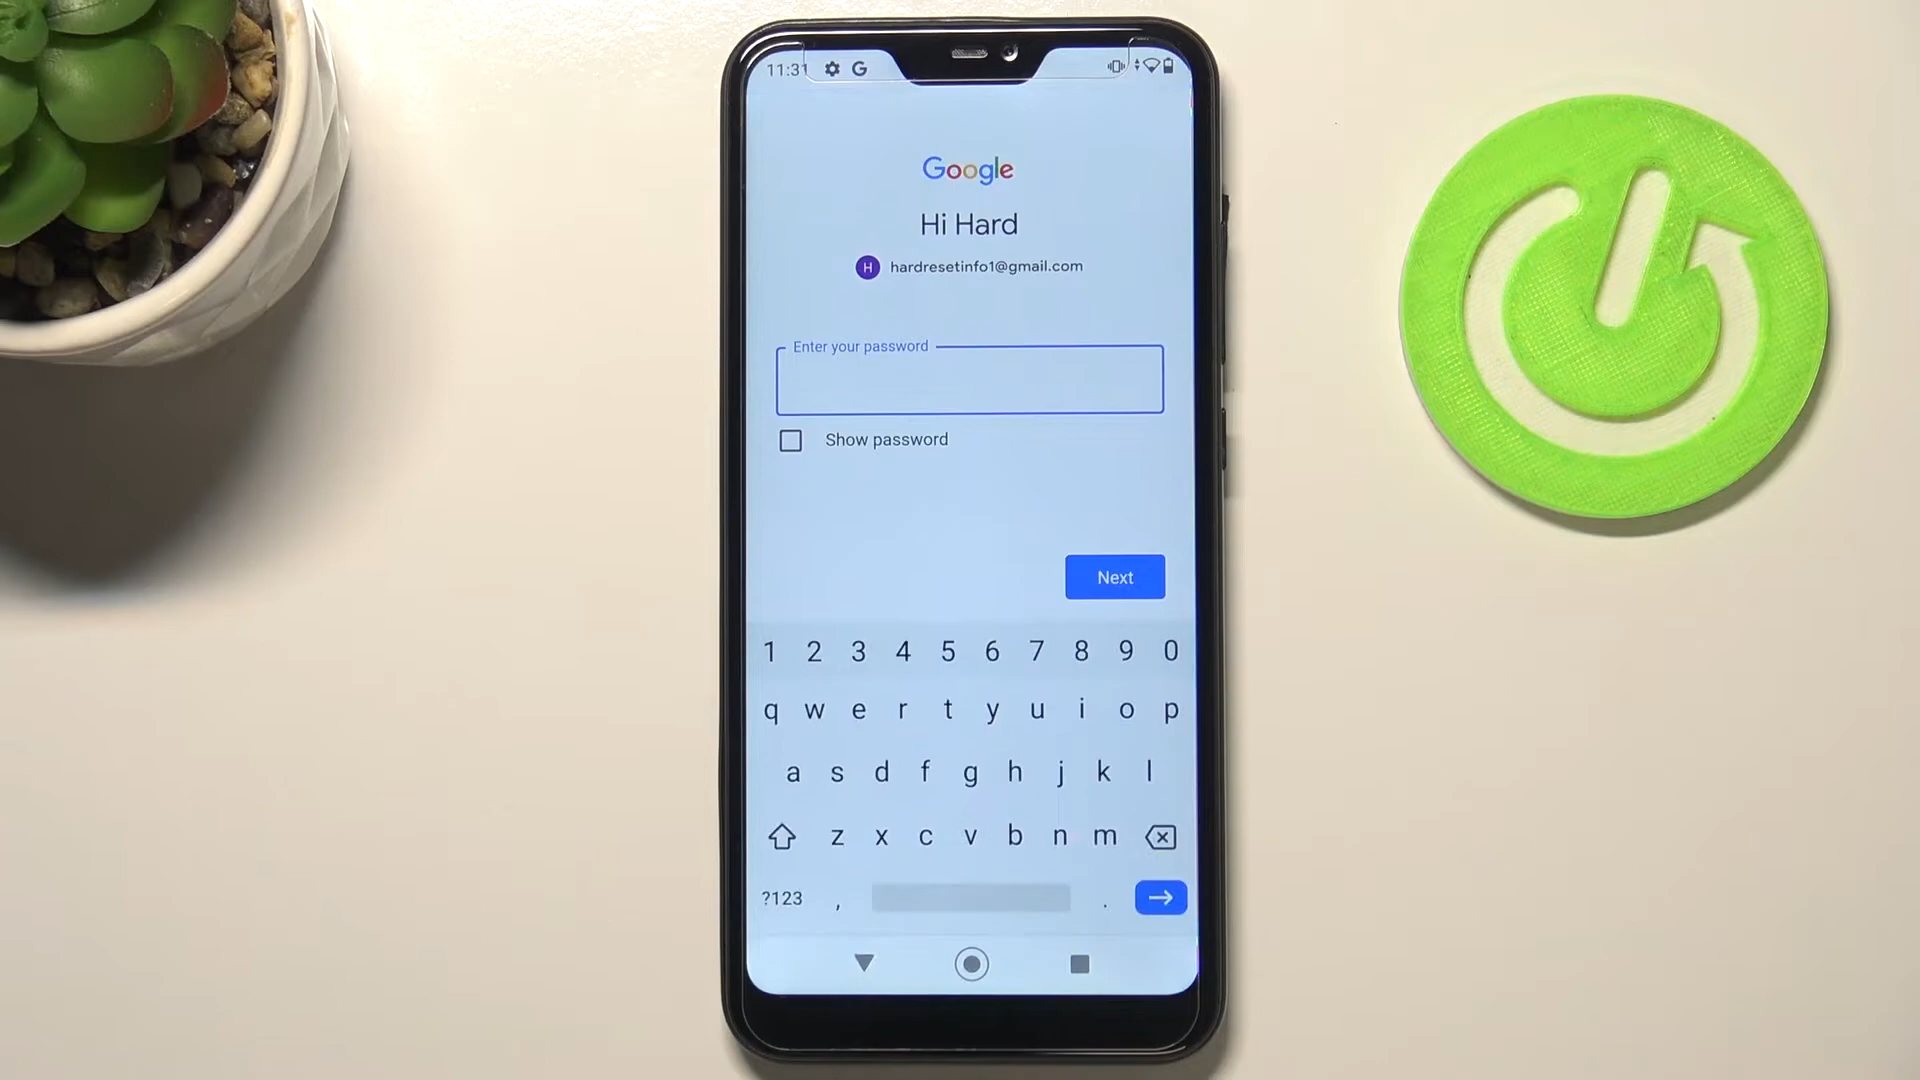 11:31 G
Google
Hi Hard
H hardresetinfo1@gmail.com
Enter your password
Show password
Next
1 2 3 4 5 6 7 8 9 0
q w e r t y u i o p
a s d f g h j k l
z x c v b n m
?123 , .